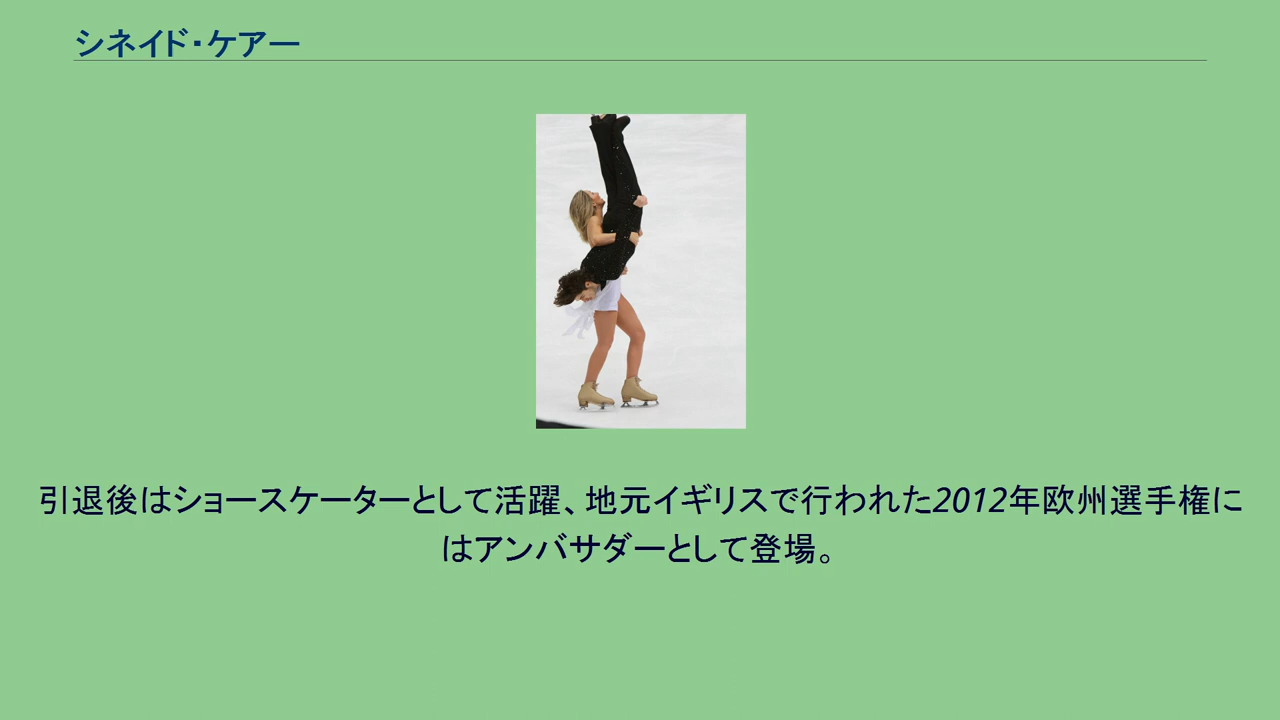 シネイド・ケアー
引退後はショースケーターとして活躍、地元イギリスで行われた2012年欧州選手権に
はアンバサダーとして登場。